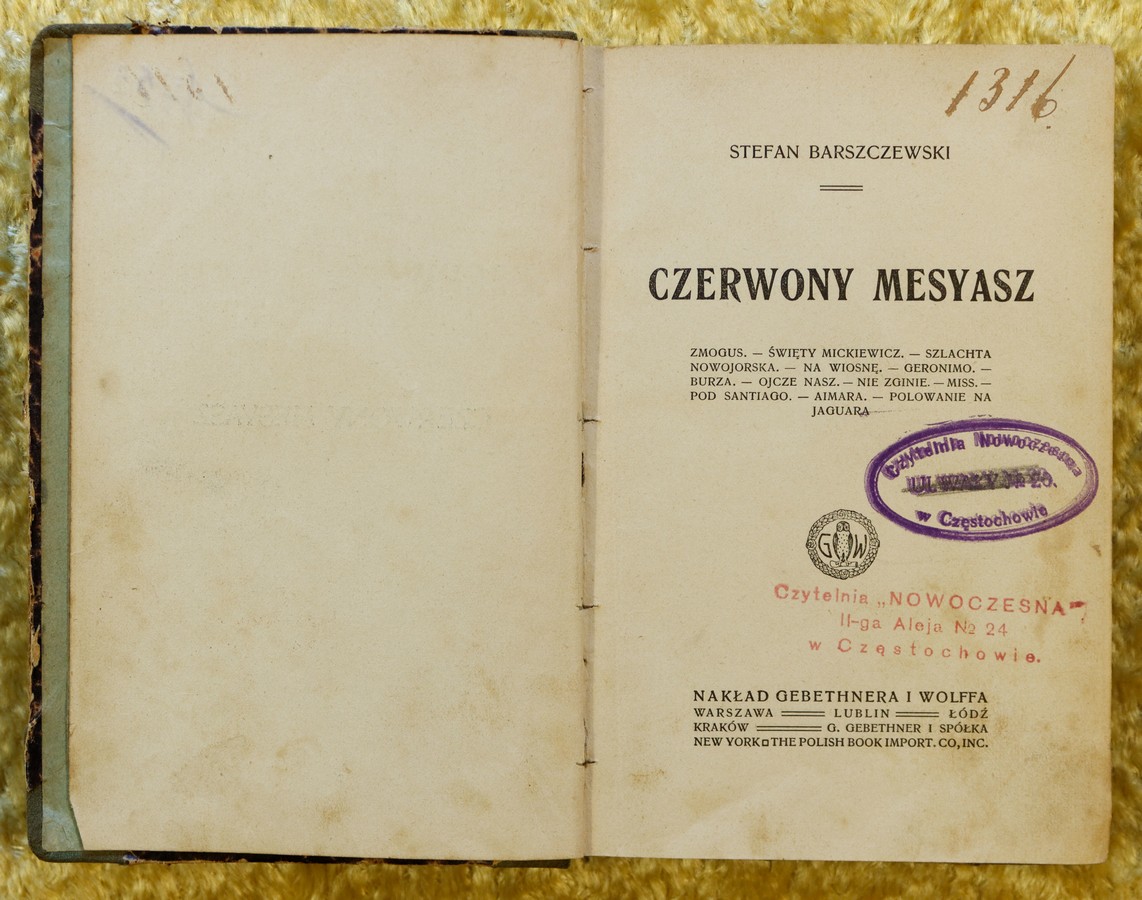 1316
STEFAN BARSZCZEWSKI
CZERWONY MESYASZ
ZMOGUS. — ŚWIĘTY MICKIEWICZ. — SZLACHTA
NOWOJORSKA. — NA WIOSNĘ. — GERONIMO. —
BURZA. — OJCZE NASZ. — NIE ZGINIE. — MISS. —
POD SANTIAGO. — AIMARA. — POLOWANIE NA
JAGUARA
Czytelnia Nowoczesna
w Częstochowie
G W
Czytelnia „NOWOCZESNA"
II-ga Aleja № 24
w Częstochowie.
NAKŁAD GEBETHNERA I WOLFFA
WARSZAWA LUBLIN ŁÓDŹ
KRAKÓW G. GEBETHNER I SPÓŁKA
NEW YORK THE POLISH BOOK IMPORT. CO, INC.